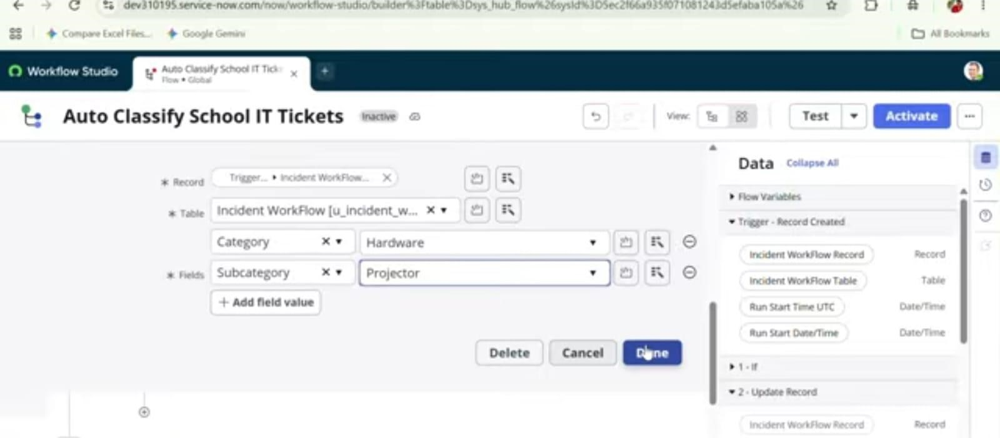 dev310195.service-now.com/now/workflow-studio/builder%3Ftable%3Dsys_hub_flow%26sysId%3D5ec2f66a935f071081243d5efaba105a%26
Compare Excel Files...
Google Gemini
All Bookmarks
Workflow Studio
Auto Classify School IT Tick
Flow • Global
Auto Classify School IT Tickets
Inactive
View:
Test
Activate
* Record
Trigger... ▸ Incident WorkFlow...
* Table
Incident WorkFlow [u_incident_w...
Category
Hardware
* Fields
Subcategory
Projector
+ Add field value
Delete
Cancel
Done
Data
Collapse All
Flow Variables
Trigger - Record Created
Incident WorkFlow Record
Record
Incident WorkFlow Table
Table
Run Start Time UTC
Date/Time
Run Start Date/Time
Date/Time
1 - If
2 - Update Record
Incident WorkFlow Record
Record